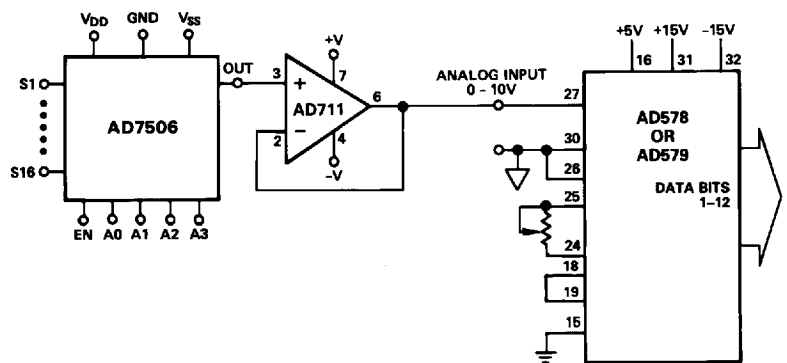 VDD GND VSS
S1
S16
AD7506
OUT
EN A0 A1 A2 A3
+V
3
+
7
AD711
6
2
−
4
−V
ANALOG INPUT
0 – 10V
+5V +15V −15V
16 31 32
27
30
26
25
24
18
19
15
AD578
OR
AD579
DATA BITS
1–12